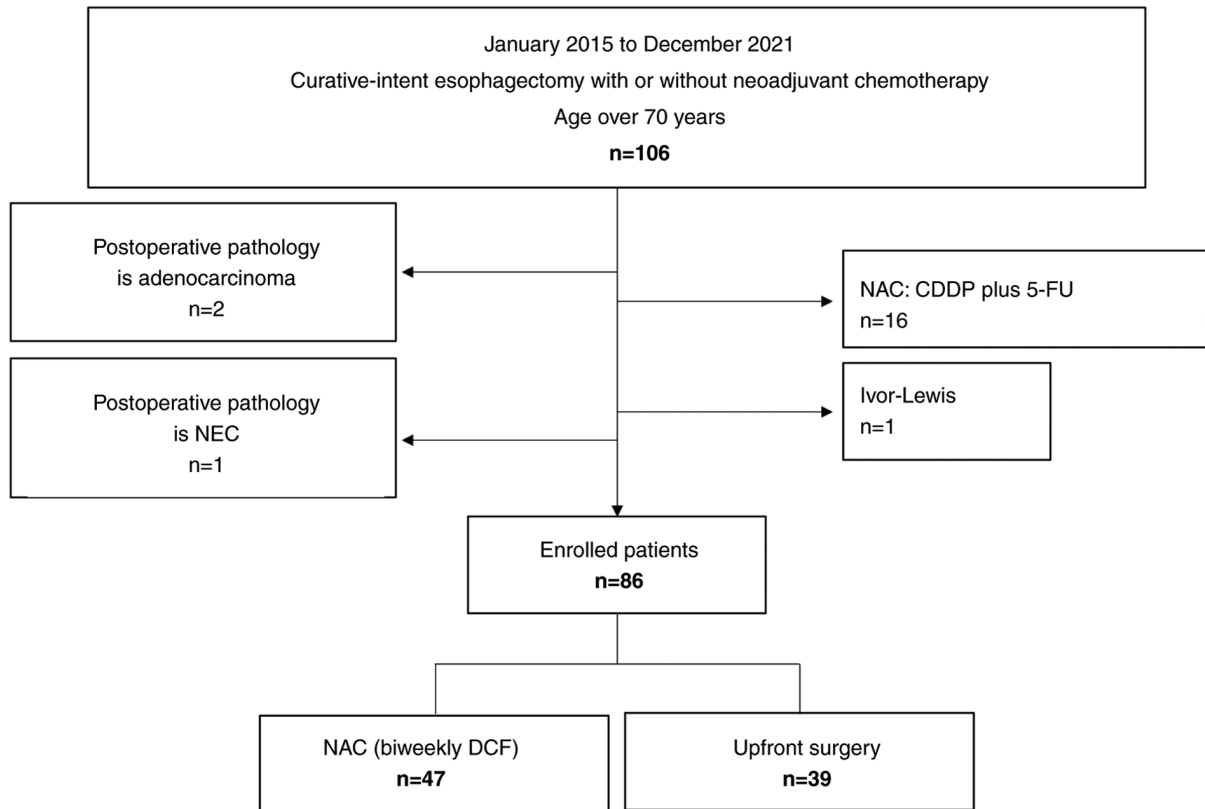 January 2015 to December 2021
Curative-intent esophagectomy with or without neoadjuvant chemotherapy
Age over 70 years
n=106
Postoperative pathology
is adenocarcinoma
n=2
NAC: CDDP plus 5-FU
n=16
Postoperative pathology
is NEC
n=1
Ivor-Lewis
n=1
Enrolled patients
n=86
NAC (biweekly DCF)
n=47
Upfront surgery
n=39